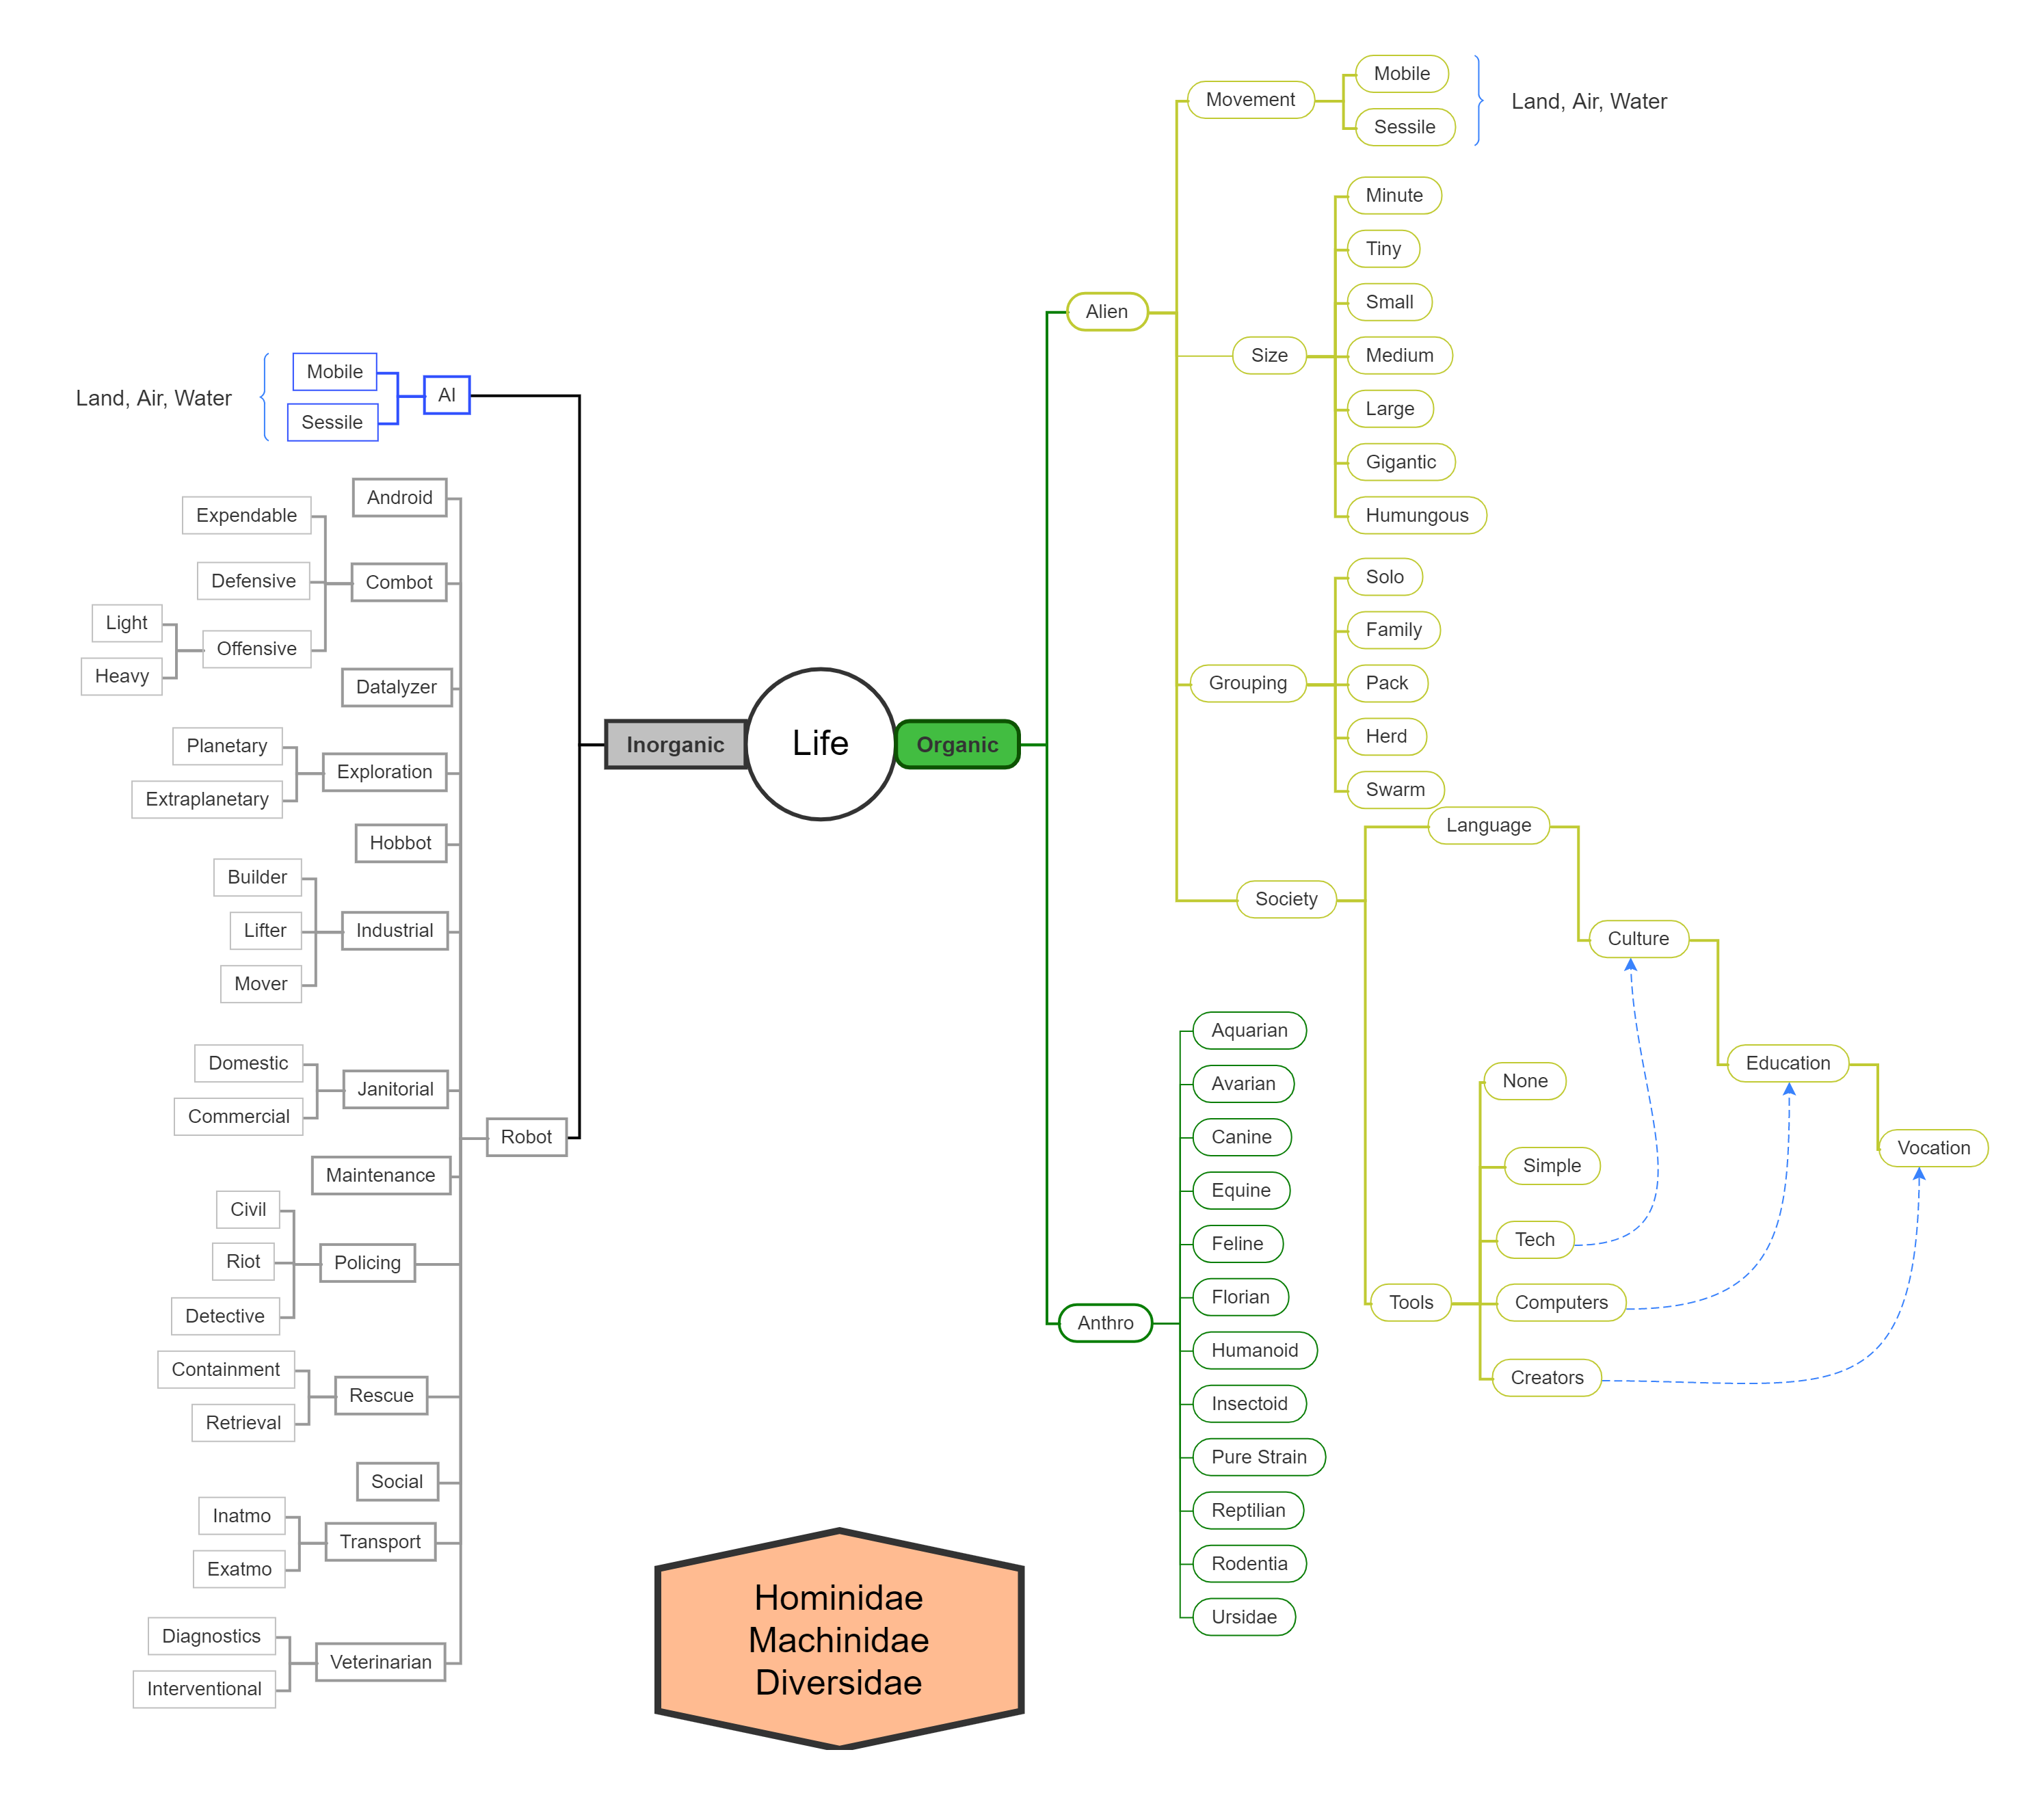 Life
Inorganic
AI
Mobile
Sessile
Land, Air, Water
Robot
Android
Combot
Expendable
Defensive
Offensive
Light
Heavy
Datalyzer
Exploration
Planetary
Extraplanetary
Hobbot
Industrial
Builder
Lifter
Mover
Janitorial
Domestic
Commercial
Maintenance
Policing
Civil
Riot
Detective
Rescue
Containment
Retrieval
Social
Transport
Inatmo
Exatmo
Veterinarian
Diagnostics
Interventional
Organic
Alien
Movement
Mobile
Sessile
Land, Air, Water
Size
Minute
Tiny
Small
Medium
Large
Gigantic
Humungous
Grouping
Solo
Family
Pack
Herd
Swarm
Society
Language
Culture
Education
Vocation
Tools
None
Simple
Tech
Computers
Creators
Anthro
Aquarian
Avarian
Canine
Equine
Feline
Florian
Humanoid
Insectoid
Pure Strain
Reptilian
Rodentia
Ursidae
Hominidae
Machinidae
Diversidae